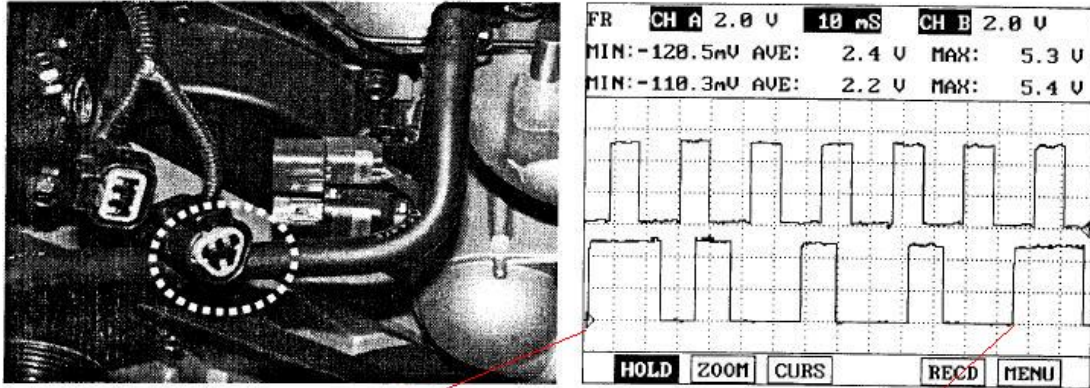 FR CH A 2.0 V 10 mS CH B 2.0 V
MIN:-120.5mV AVE: 2.4 V MAX: 5.3 V
MIN:-110.3mV AVE: 2.2 V MAX: 5.4 V
HOLD ZOOM CURS RECD MENU